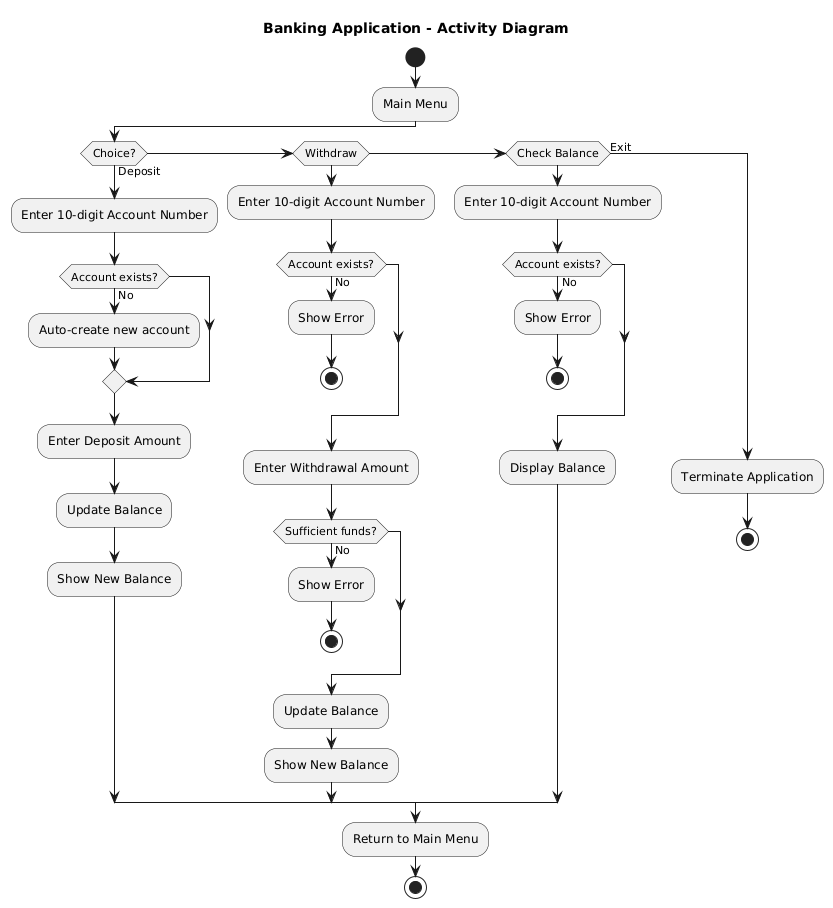 Banking Application - Activity Diagram
Main Menu
Choice?
Deposit
Withdraw
Check Balance
Exit
Enter 10-digit Account Number
Account exists?
No
Auto-create new account
Enter Deposit Amount
Update Balance
Show New Balance
Enter 10-digit Account Number
Account exists?
No
Show Error
Enter Withdrawal Amount
Sufficient funds?
No
Show Error
Update Balance
Show New Balance
Enter 10-digit Account Number
Account exists?
No
Show Error
Display Balance
Terminate Application
Return to Main Menu